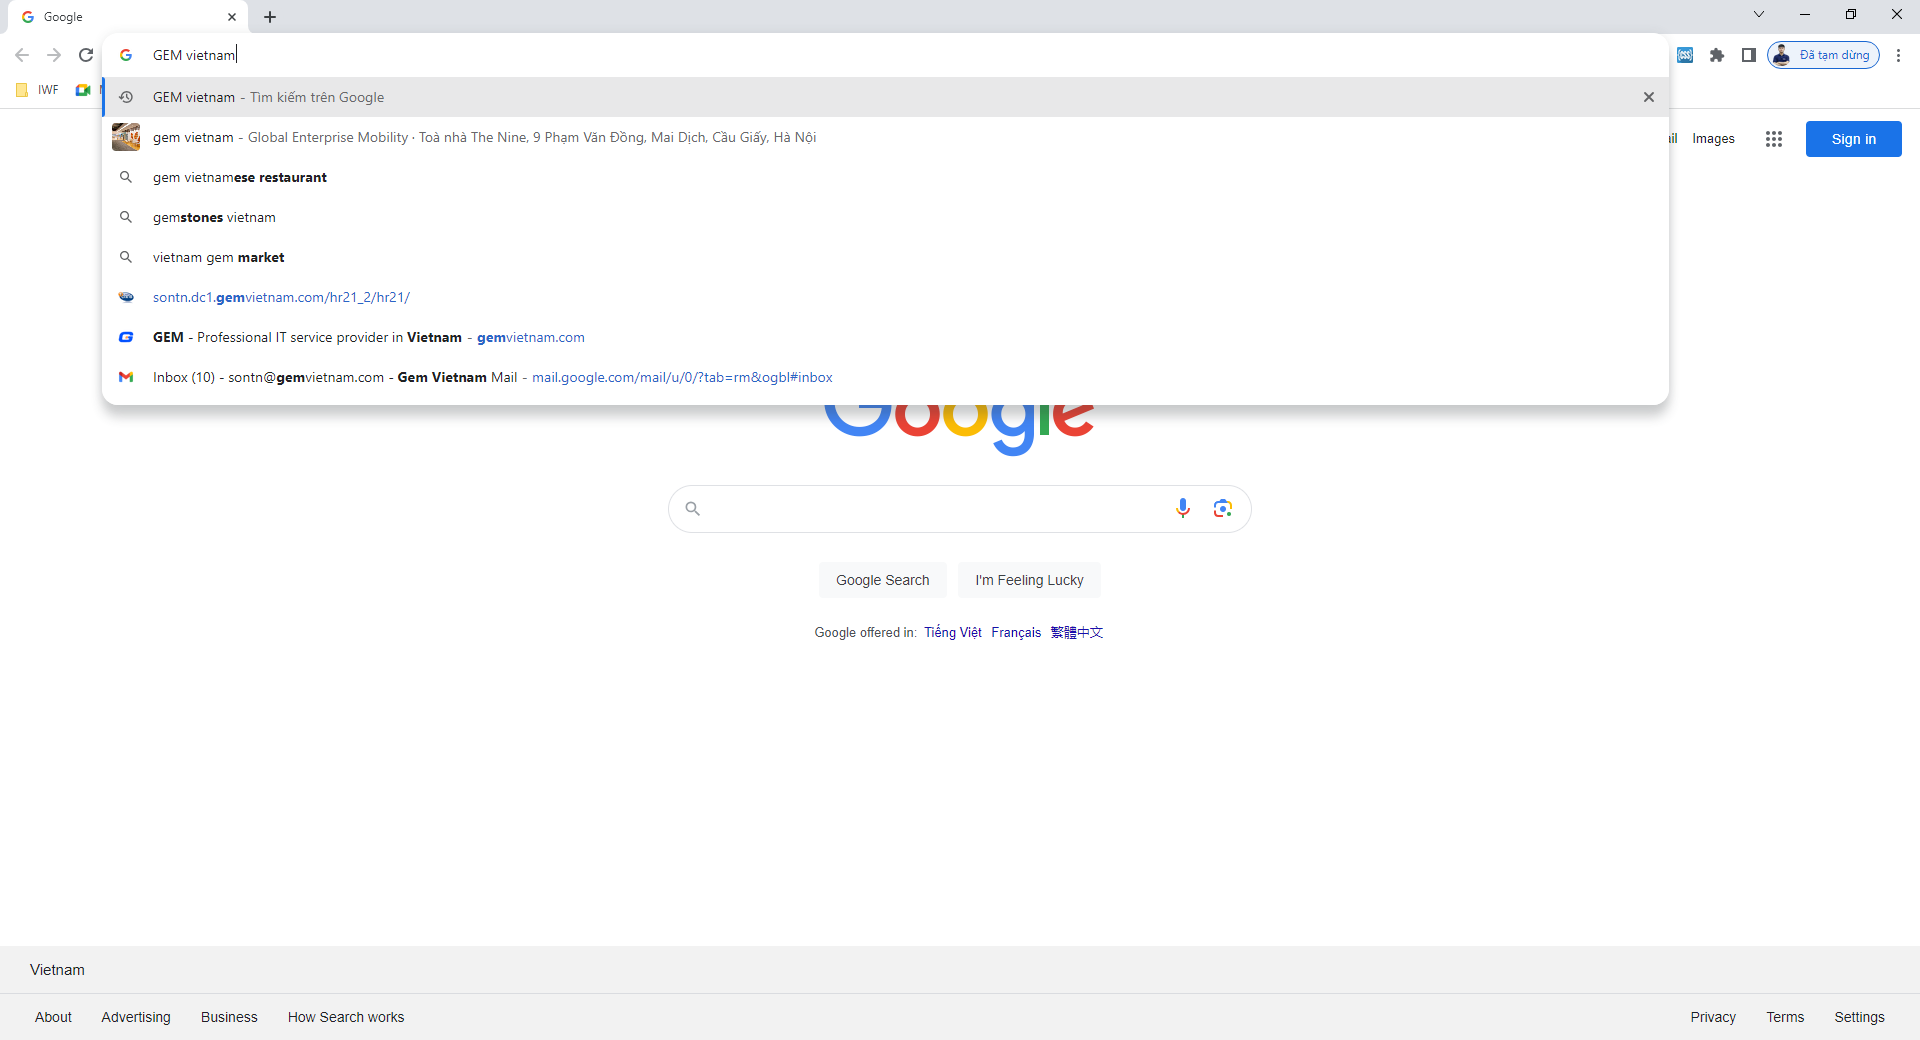 Google
GEM vietnam
Đã tạm dừng
IWF
GEM vietnam - Tìm kiếm trên Google
gem vietnam - Global Enterprise Mobility · Toà nhà The Nine, 9 Phạm Văn Đồng, Mai Dịch, Cầu Giấy, Hà Nội
Images
Sign in
gem vietnamese restaurant
gemstones vietnam
vietnam gem market
sontn.dc1.gemvietnam.com/hr21_2/hr21/
GEM - Professional IT service provider in Vietnam - gemvietnam.com
Inbox (10) - sontn@gemvietnam.com - Gem Vietnam Mail - mail.google.com/mail/u/0/?tab=rm&ogbl#inbox
Google
Google Search
I'm Feeling Lucky
Google offered in: Tiếng Việt Français 繁體中文
Vietnam
About Advertising Business How Search works
Privacy Terms Settings